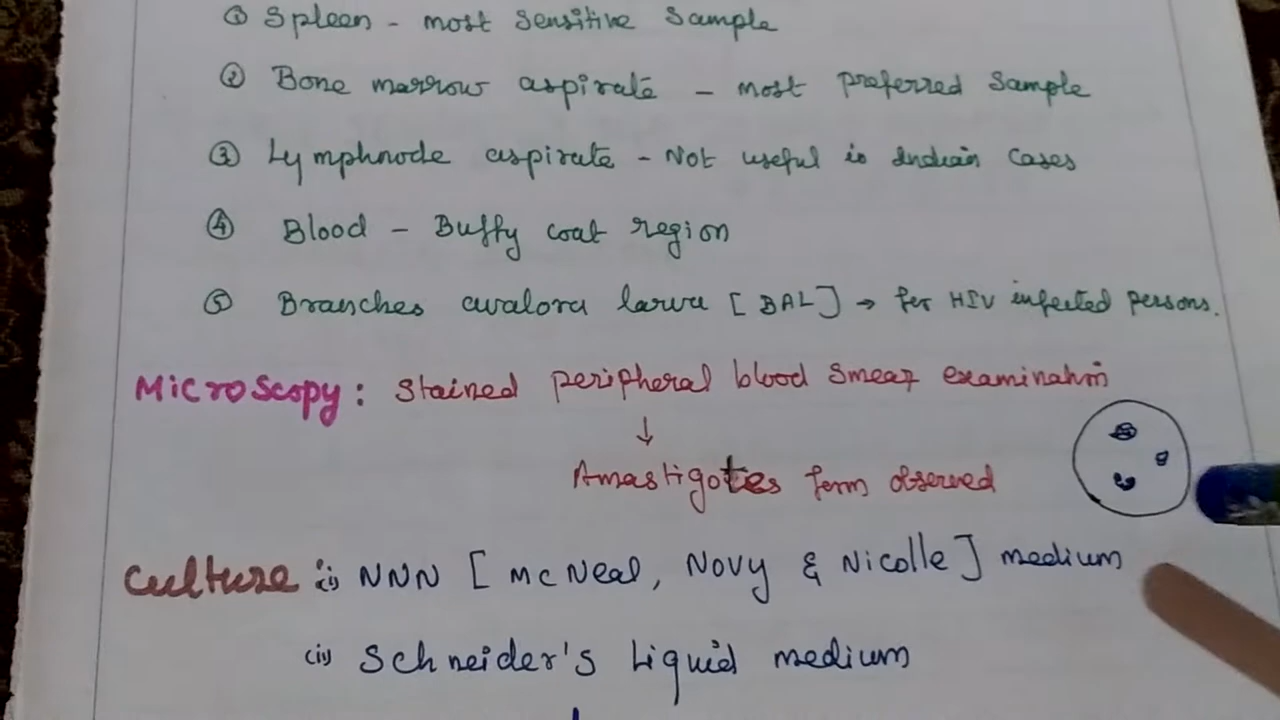 ① Spleen - most sensitive sample
② Bone marrow aspirate - most preferred sample
③ Lymphnode aspirate - Not useful in Indian cases
④ Blood - Buffy coat region
⑤ Branches avalora larva [BAL] → for HIV infected persons.
Microscopy: Stained peripheral blood smear examination
↓
Amastigotes form observed
Culture: (i) NNN [McNeal, Novy & Nicolle] medium
(ii) Schneider's Liquid medium